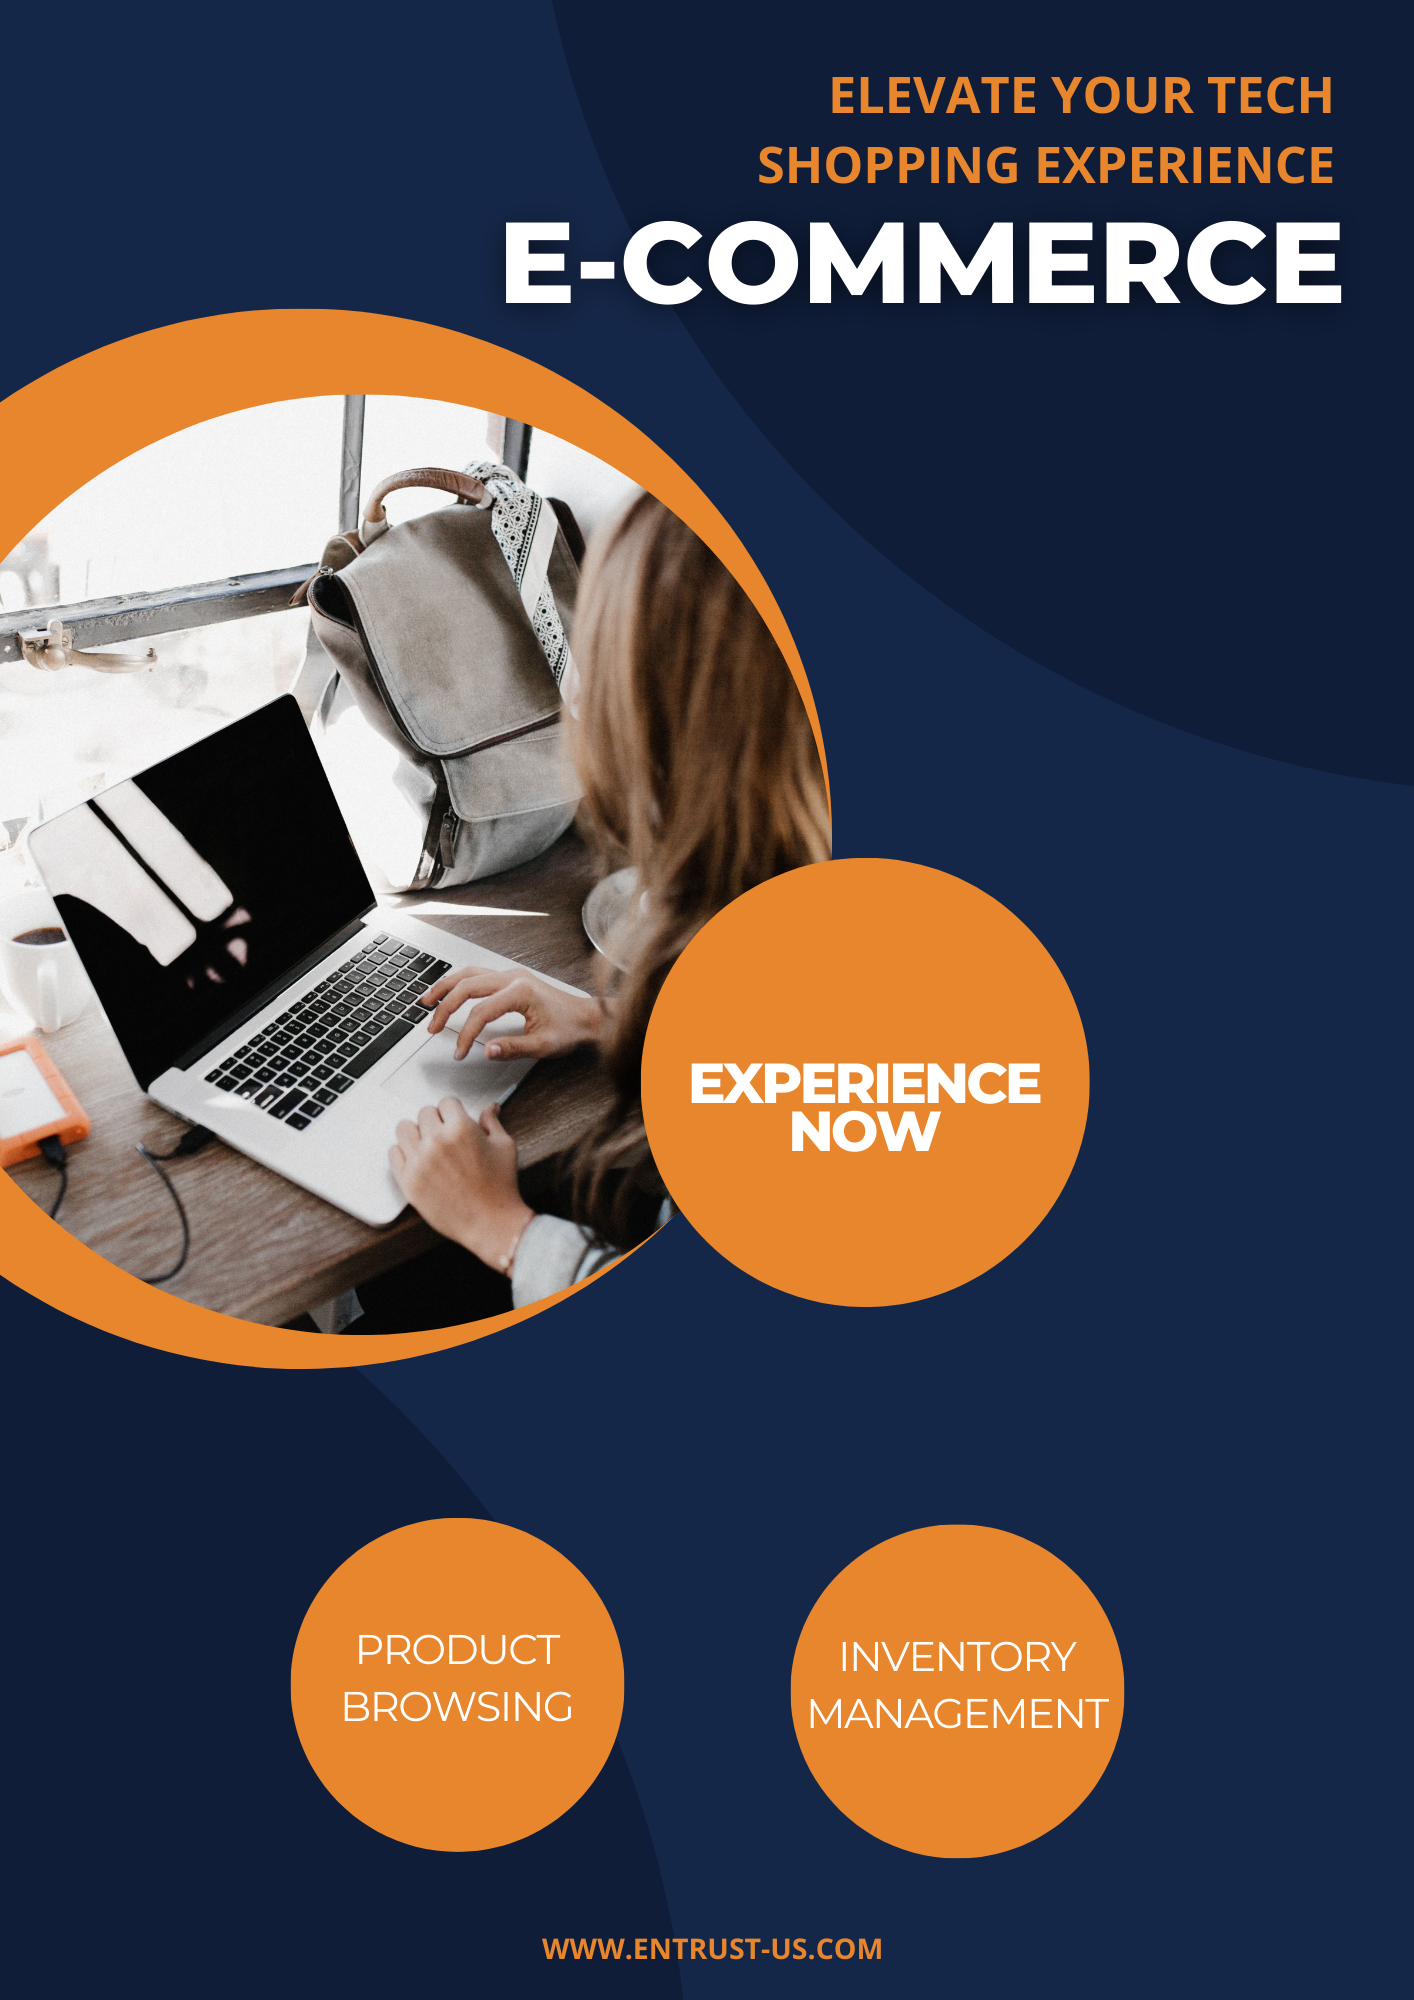 ELEVATE YOUR TECH
SHOPPING EXPERIENCE
E-COMMERCE
EXPERIENCE
NOW
PRODUCT
BROWSING
INVENTORY
MANAGEMENT
WWW.ENTRUST-US.COM